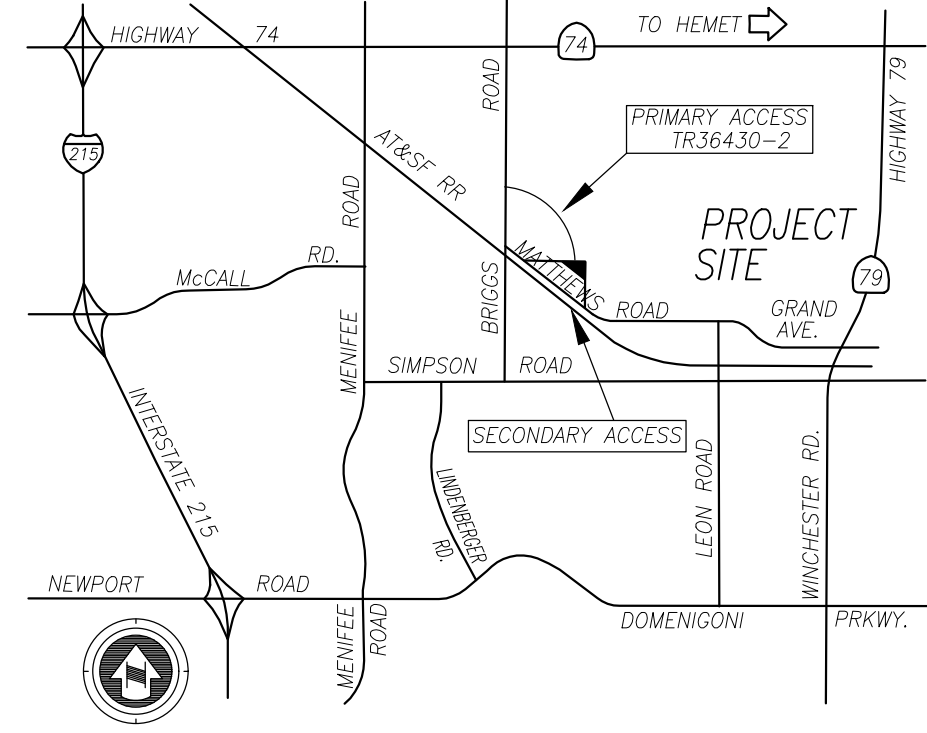 HIGHWAY 74
TO HEMET
74
HIGHWAY 79
ROAD
PRIMARY ACCESS
TR36430-2
215
AT&SF RR
ROAD
PROJECT
SITE
MATTHEWS
ROAD
RD.
McCALL
BRIGGS
79
GRAND
AVE.
MENIFEE
SIMPSON ROAD
INTERSTATE 215
SECONDARY ACCESS
LINDENBERGER
RD.
LEON ROAD
WINCHESTER RD.
NEWPORT ROAD
MENIFEE
ROAD
DOMENIGONI PRKWY.
N